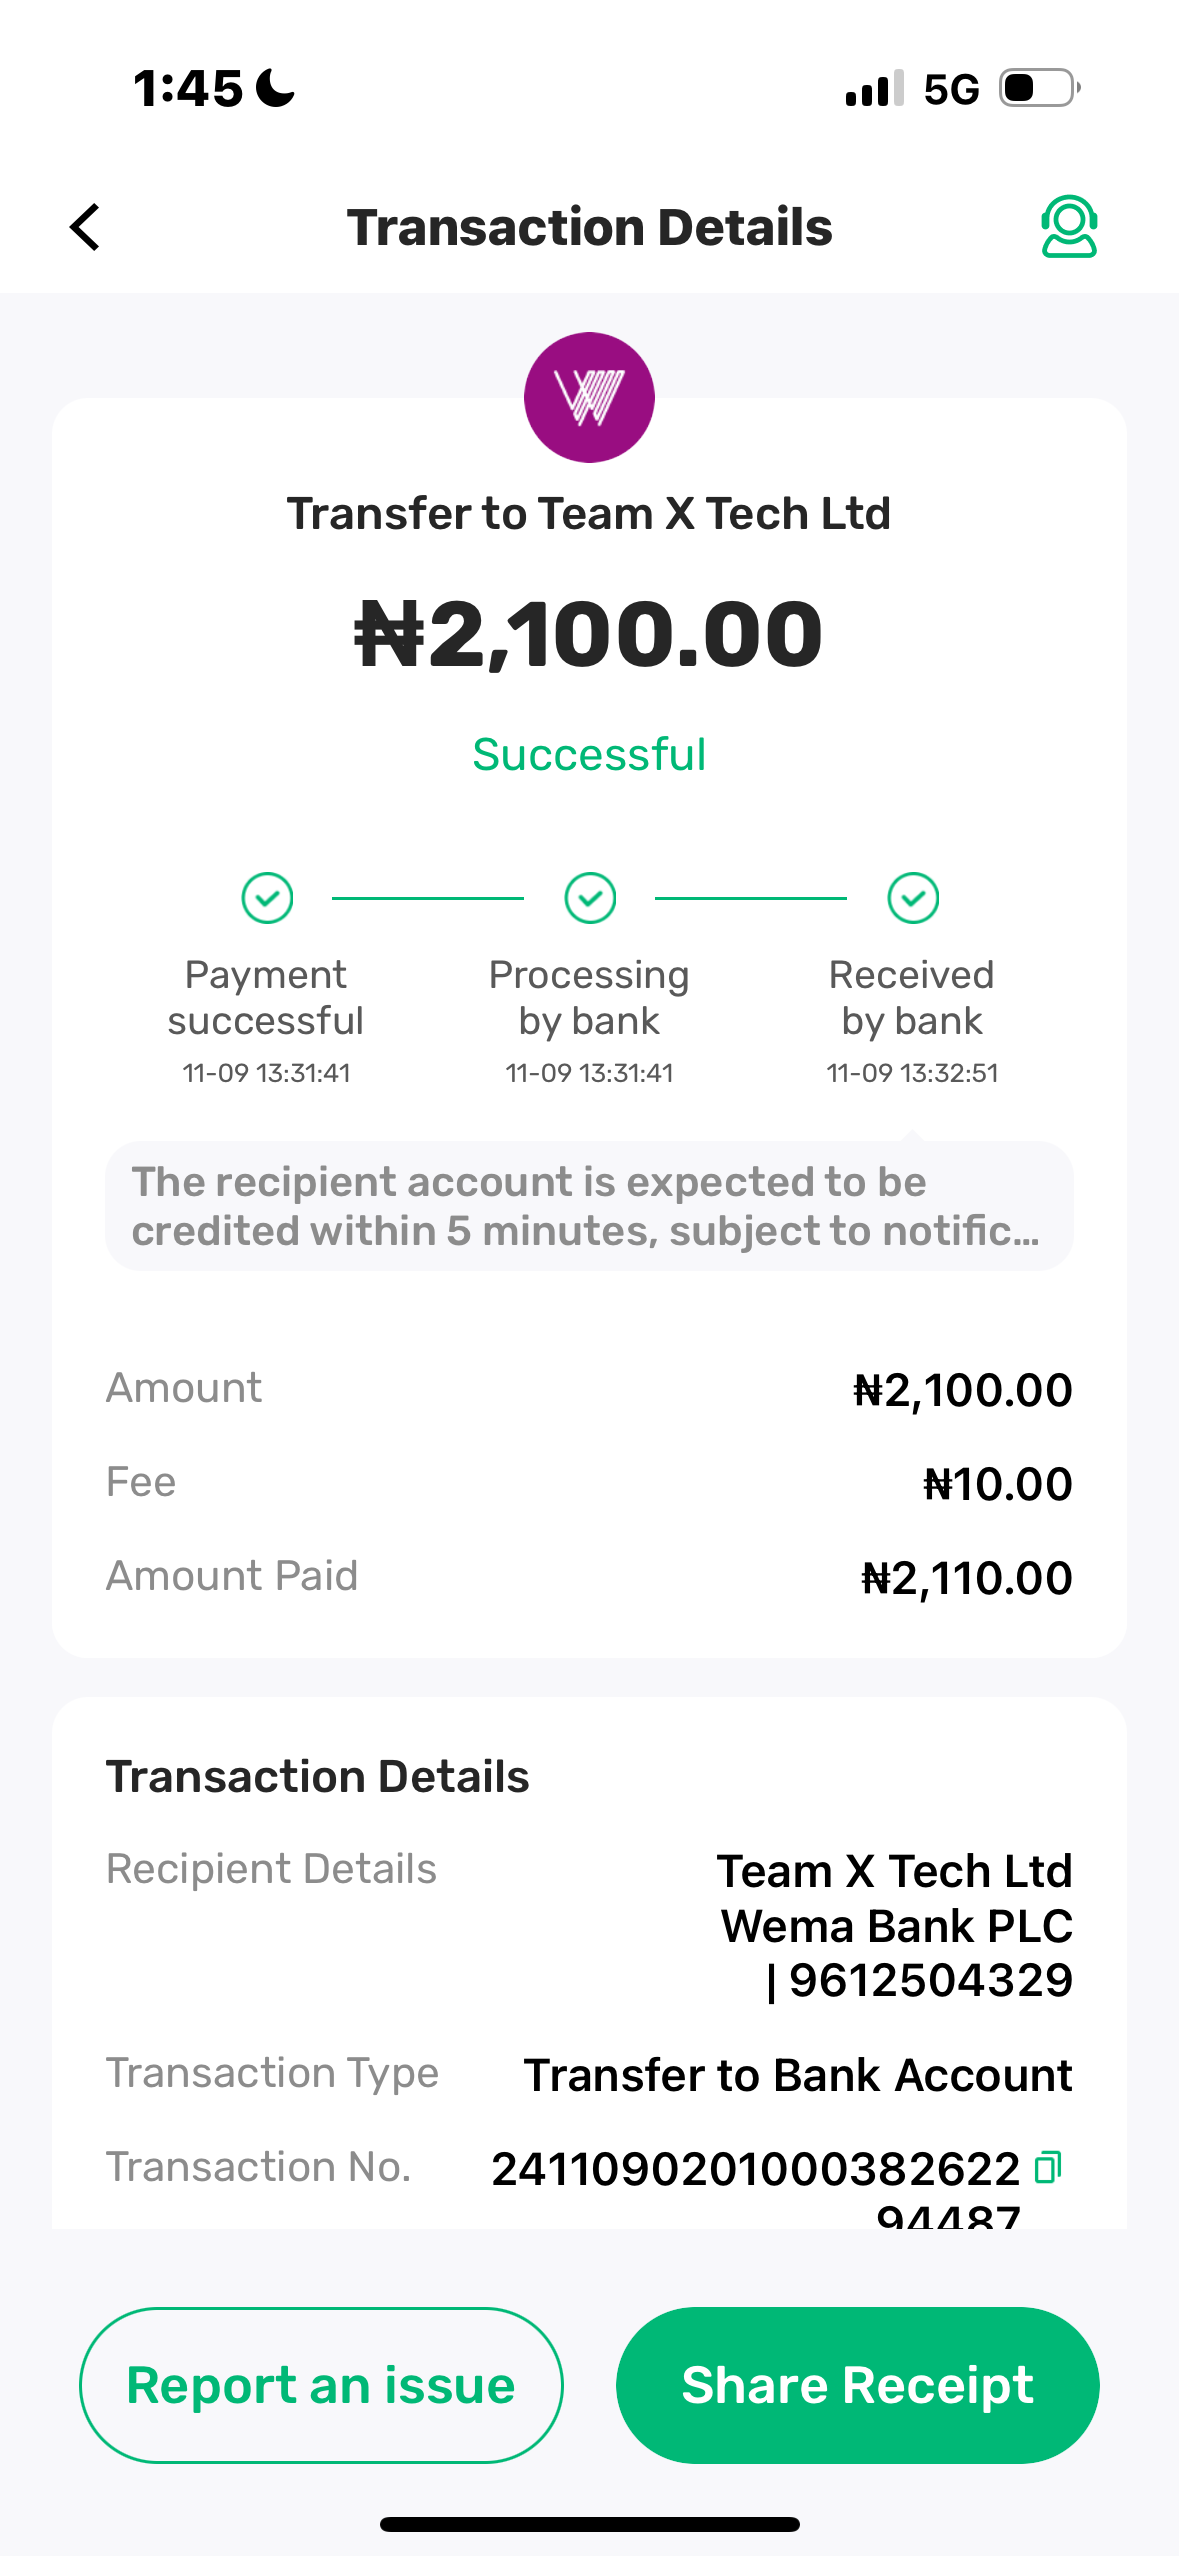 1:45
5G
Transaction Details
Transfer to Team X Tech Ltd
₦2,100.00
Successful
Payment
successful
11-09 13:31:41
Processing
by bank
11-09 13:31:41
Received
by bank
11-09 13:32:51
The recipient account is expected to be
credited within 5 minutes, subject to notific...
Amount
₦2,100.00
Fee
₦10.00
Amount Paid
₦2,110.00
Transaction Details
Recipient Details
Team X Tech Ltd
Wema Bank PLC
| 9612504329
Transaction Type
Transfer to Bank Account
Transaction No.
2411090201000382622
94487
Report an issue
Share Receipt